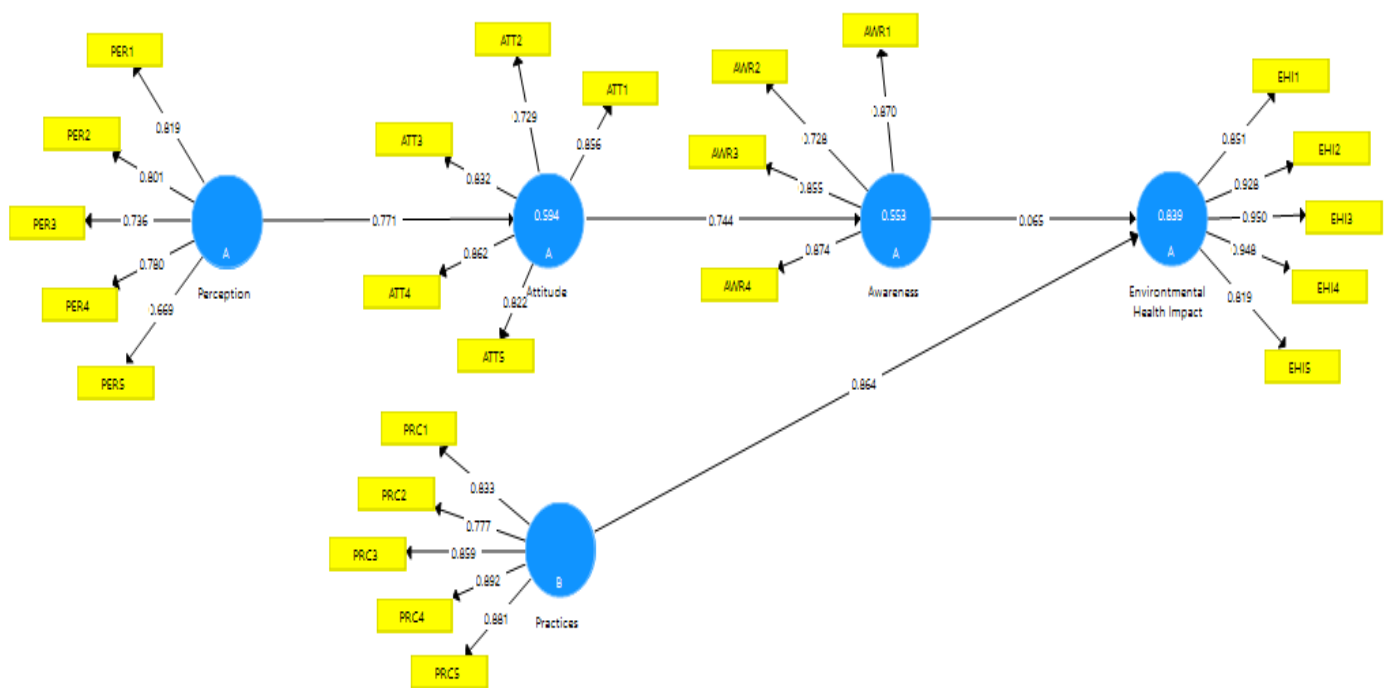 PER1
PER2
PER3
PER4
PER5
0.819
0.801
0.736
0.780
0.669
A
Perception
0.771
ATT2
ATT1
ATT3
ATT4
ATT5
0.729
0.856
0.832
0.862
0.822
0.594
A
Attitude
0.744
AWR1
AWR2
AWR3
AWR4
0.870
0.728
0.855
0.874
0.553
A
Awareness
0.065
EHI1
EHI2
EHI3
EHI4
EHI5
0.851
0.928
0.950
0.948
0.819
0.839
A
Environtmental
Health Impact
0.864
PRC1
PRC2
PRC3
PRC4
PRC5
0.833
0.777
0.859
0.892
0.881
B
Practices